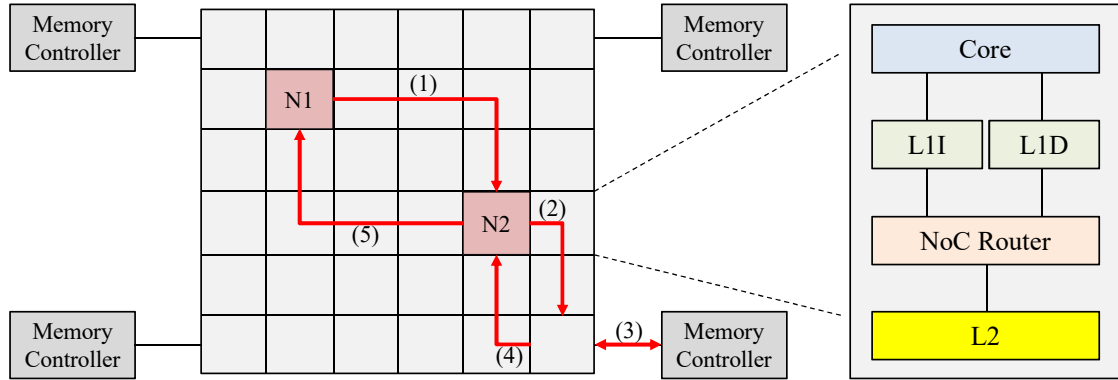 Memory
Controller
Memory
Controller
N1
(1)
N2
(2)
(5)
Memory
Controller
(4)
(3)
Memory
Controller
Core
L1I
L1D
NoC Router
L2